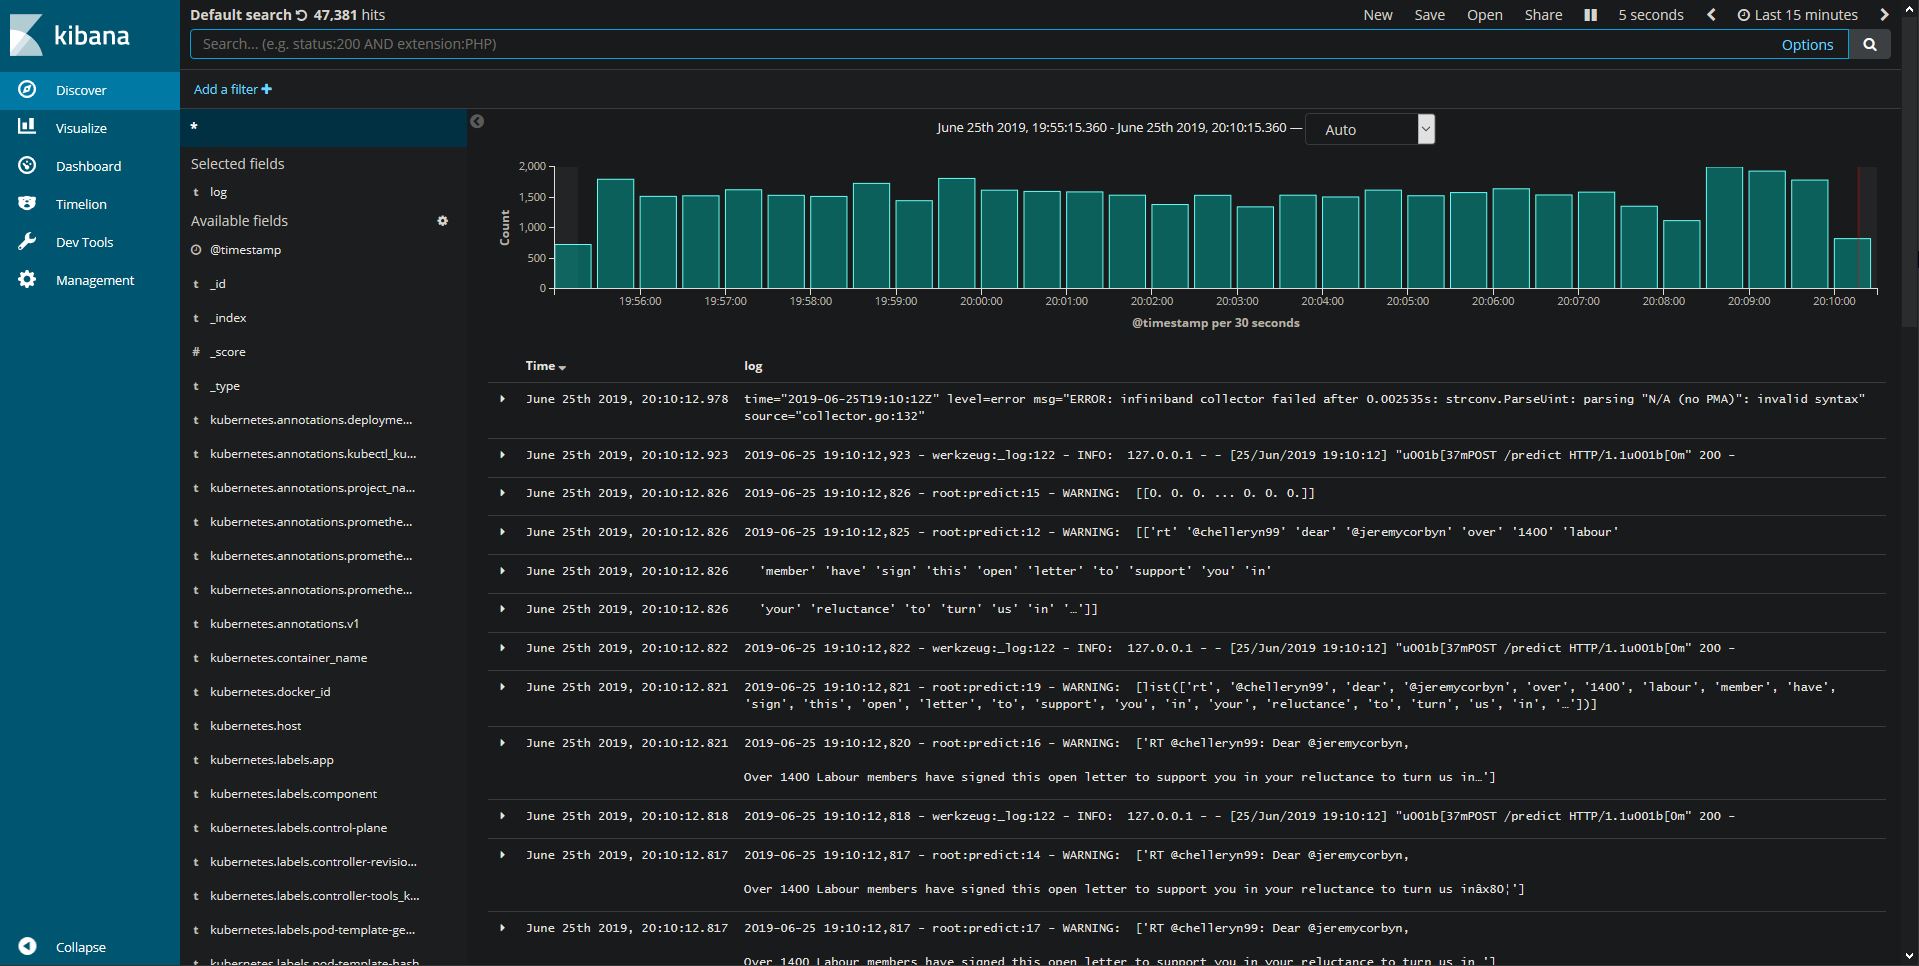 kibana
Discover
Visualize
Dashboard
Timelion
Dev Tools
Management
Collapse
Default search 47,381 hits
New Save Open Share 5 seconds Last 15 minutes
Search... (e.g. status:200 AND extension:PHP)
Options
Add a filter
*
Selected fields
t log
Available fields
@timestamp
t _id
t _index
# _score
t _type
t kubernetes.annotations.deployme...
t kubernetes.annotations.kubectl_ku...
t kubernetes.annotations.project_na...
t kubernetes.annotations.promethe...
t kubernetes.annotations.promethe...
t kubernetes.annotations.promethe...
t kubernetes.annotations.v1
t kubernetes.container_name
t kubernetes.docker_id
t kubernetes.host
t kubernetes.labels.app
t kubernetes.labels.component
t kubernetes.labels.control-plane
t kubernetes.labels.controller-revisio...
t kubernetes.labels.controller-tools_k...
t kubernetes.labels.pod-template-ge...
t kubernetes.labels.pod-template-hash
June 25th 2019, 19:55:15.360 - June 25th 2019, 20:10:15.360 — Auto
2,000
1,500
1,000
500
0
Count
19:56:00 19:57:00 19:58:00 19:59:00 20:00:00 20:01:00 20:02:00 20:03:00 20:04:00 20:05:00 20:06:00 20:07:00 20:08:00 20:09:00 20:10:00
@timestamp per 30 seconds
Time log
June 25th 2019, 20:10:12.978 time="2019-06-25T19:10:12Z" level=error msg="ERROR: infiniband collector failed after 0.002535s: strconv.ParseUint: parsing "N/A (no PMA)": invalid syntax"
source="collector.go:132"
June 25th 2019, 20:10:12.923 2019-06-25 19:10:12,923 - werkzeug:_log:122 - INFO: 127.0.0.1 - - [25/Jun/2019 19:10:12] "u001b[37mPOST /predict HTTP/1.1u001b[0m" 200 -
June 25th 2019, 20:10:12.826 2019-06-25 19:10:12,826 - root:predict:15 - WARNING: [[0. 0. 0. ... 0. 0. 0.]]
June 25th 2019, 20:10:12.826 2019-06-25 19:10:12,825 - root:predict:12 - WARNING: [['rt' '@chelleryn99' 'dear' '@jeremycorbyn' 'over' '1400' 'labour'
June 25th 2019, 20:10:12.826 'member' 'have' 'sign' 'this' 'open' 'letter' 'to' 'support' 'you' 'in'
June 25th 2019, 20:10:12.826 'your' 'reluctance' 'to' 'turn' 'us' 'in' '…']]
June 25th 2019, 20:10:12.822 2019-06-25 19:10:12,822 - werkzeug:_log:122 - INFO: 127.0.0.1 - - [25/Jun/2019 19:10:12] "u001b[37mPOST /predict HTTP/1.1u001b[0m" 200 -
June 25th 2019, 20:10:12.821 2019-06-25 19:10:12,821 - root:predict:19 - WARNING: [list(['rt', '@chelleryn99', 'dear', '@jeremycorbyn', 'over', '1400', 'labour', 'member', 'have',
'sign', 'this', 'open', 'letter', 'to', 'support', 'you', 'in', 'your', 'reluctance', 'to', 'turn', 'us', 'in', '…'])]
June 25th 2019, 20:10:12.821 2019-06-25 19:10:12,820 - root:predict:16 - WARNING: ['RT @chelleryn99: Dear @jeremycorbyn,
Over 1400 Labour members have signed this open letter to support you in your reluctance to turn us in…']
June 25th 2019, 20:10:12.818 2019-06-25 19:10:12,818 - werkzeug:_log:122 - INFO: 127.0.0.1 - - [25/Jun/2019 19:10:12] "u001b[37mPOST /predict HTTP/1.1u001b[0m" 200 -
June 25th 2019, 20:10:12.817 2019-06-25 19:10:12,817 - root:predict:14 - WARNING: ['RT @chelleryn99: Dear @jeremycorbyn,
Over 1400 Labour members have signed this open letter to support you in your reluctance to turn us inâx80¦']
June 25th 2019, 20:10:12.817 2019-06-25 19:10:12,817 - root:predict:17 - WARNING: ['RT @chelleryn99: Dear @jeremycorbyn,
Over 1400 Labour members have signed this open letter to support you in your reluctance to turn us in…']